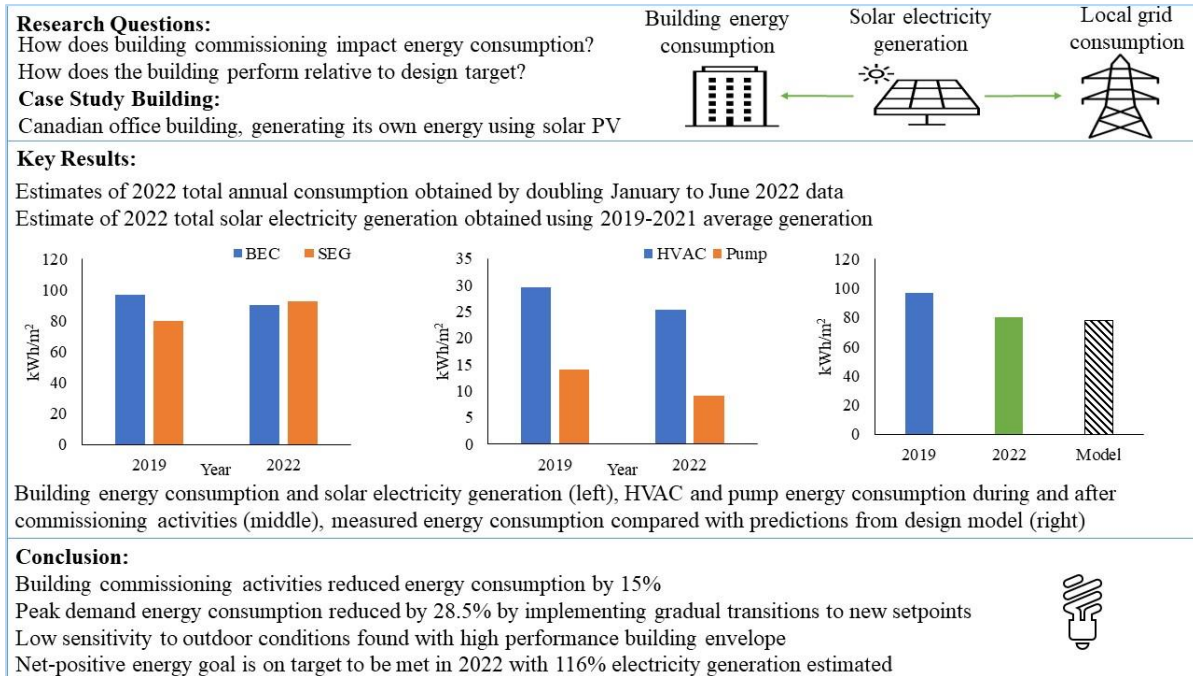 Research Questions:
How does building commissioning impact energy consumption?
How does the building perform relative to design target?
Case Study Building:
Canadian office building, generating its own energy using solar PV
Building energy
consumption
Solar electricity
generation
Local grid
consumption
Key Results:
Estimates of 2022 total annual consumption obtained by doubling January to June 2022 data
Estimate of 2022 total solar electricity generation obtained using 2019-2021 average generation
BEC SEG
120
100
80
60
40
20
0
kWh/m²
2019 Year 2022
HVAC Pump
35
30
25
20
15
10
5
0
kWh/m²
2019 Year 2022
120
100
80
60
40
20
0
kWh/m²
2019 2022 Model
Building energy consumption and solar electricity generation (left), HVAC and pump energy consumption during and after
commissioning activities (middle), measured energy consumption compared with predictions from design model (right)
Conclusion:
Building commissioning activities reduced energy consumption by 15%
Peak demand energy consumption reduced by 28.5% by implementing gradual transitions to new setpoints
Low sensitivity to outdoor conditions found with high performance building envelope
Net-positive energy goal is on target to be met in 2022 with 116% electricity generation estimated